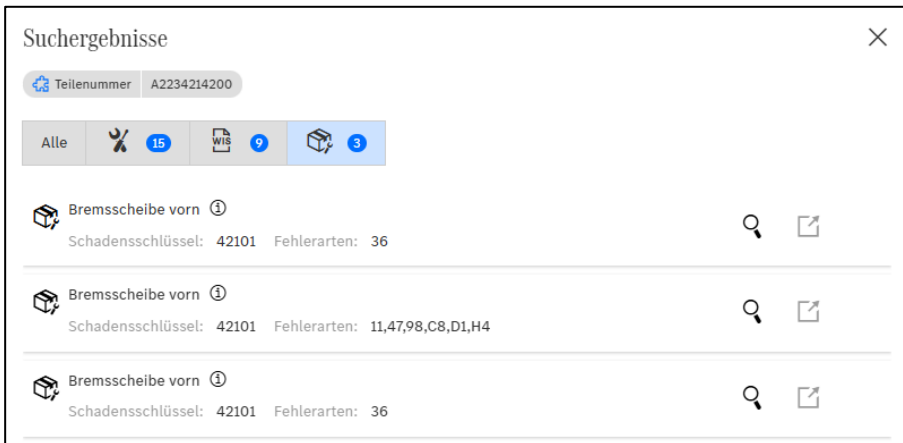 Suchergebnisse
Teilenummer A2234214200
Alle 15 WIS 9 3
Bremsscheibe vorn
Schadensschlüssel: 42101 Fehlerarten: 36
Bremsscheibe vorn
Schadensschlüssel: 42101 Fehlerarten: 11,47,98,C8,D1,H4
Bremsscheibe vorn
Schadensschlüssel: 42101 Fehlerarten: 36